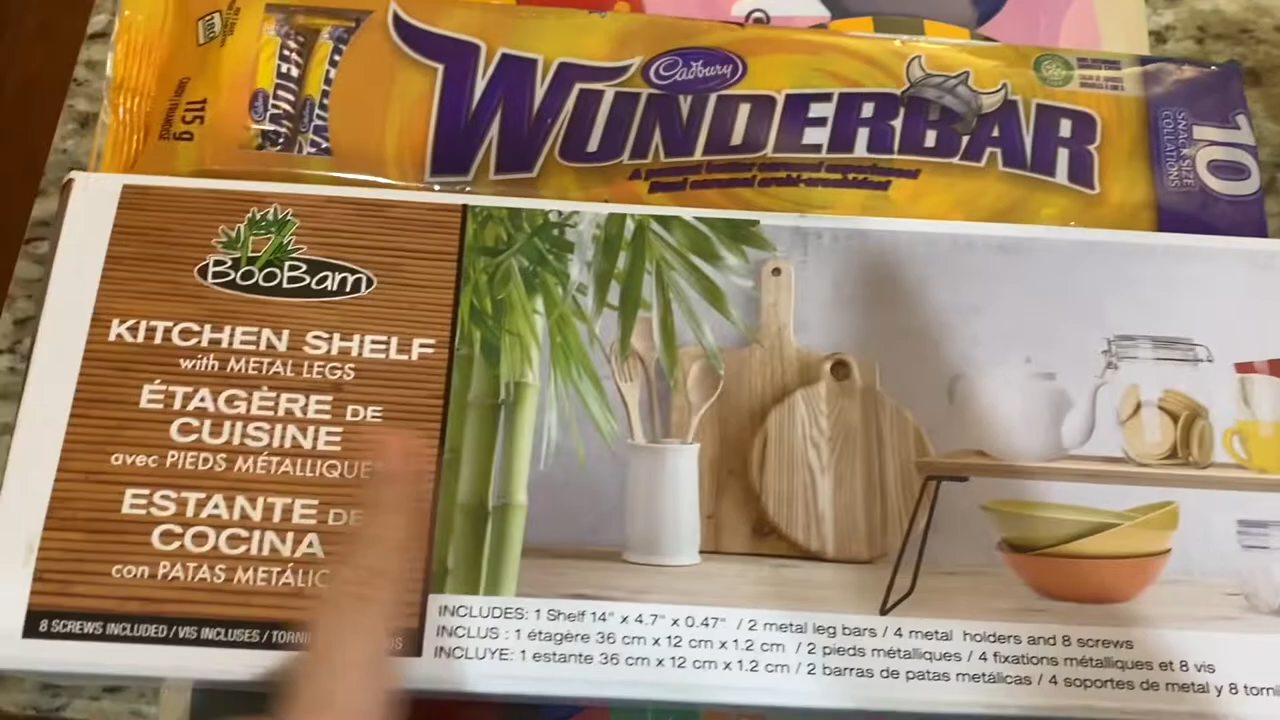 Cadbury
WUNDERBAR
115 g
10
SNACK SIZE
COLLATIONS
BooBam
KITCHEN SHELF
with METAL LEGS
ÉTAGÈRE DE
CUISINE
avec PIEDS MÉTALLIQUE
ESTANTE DE
COCINA
con PATAS METÁLIC
8 SCREWS INCLUDED / VIS INCLUSES / TORNI
INCLUDES: 1 Shelf 14" x 4.7" x 0.47" / 2 metal leg bars / 4 metal holders and 8 screws
INCLUS : 1 étagère 36 cm x 12 cm x 1.2 cm / 2 pieds métalliques / 4 fixations métalliques et 8 vis
INCLUYE: 1 estante 36 cm x 12 cm x 1.2 cm / 2 barras de patas metálicas / 4 soportes de metal y 8 torni